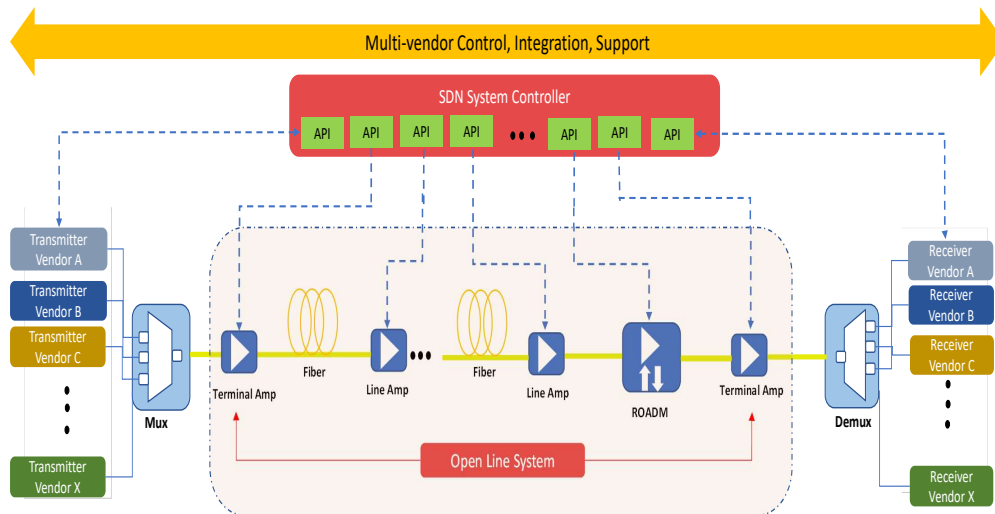 Multi-vendor Control, Integration, Support
SDN System Controller
API
API
API
API
API
API
API
Transmitter
Vendor A
Transmitter
Vendor B
Transmitter
Vendor C
Transmitter
Vendor X
Mux
Terminal Amp
Fiber
Line Amp
Fiber
Line Amp
ROADM
Terminal Amp
Open Line System
Demux
Receiver
Vendor A
Receiver
Vendor B
Receiver
Vendor C
Receiver
Vendor X